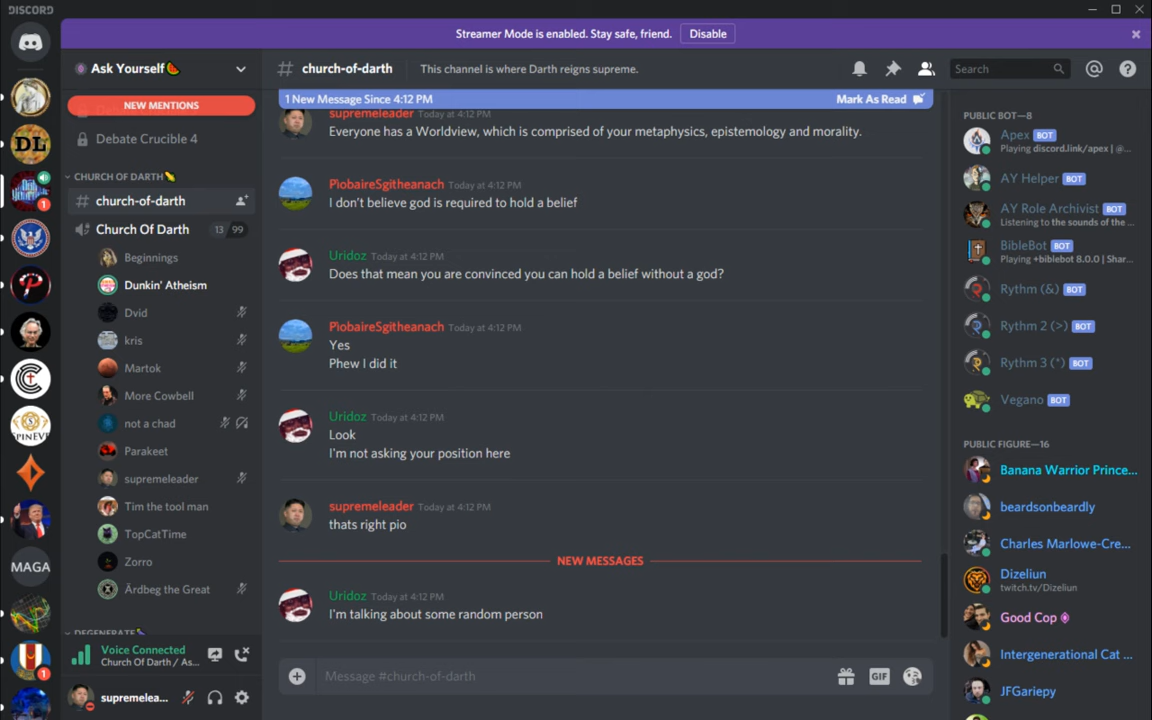 DISCORD
Streamer Mode is enabled. Stay safe, friend.
Disable
Ask Yourself
NEW MENTIONS
Debate Crucible 4
CHURCH OF DARTH
church-of-darth
Church Of Darth
13 99
Beginnings
Dunkin' Atheism
Dvid
kris
Martok
More Cowbell
not a chad
Parakeet
supremeleader
Tim the tool man
TopCatTime
Zorro
Ärdbeg the Great
DEGENERATE
Voice Connected
Church Of Darth / As...
supremelea...
MAGA
# church-of-darth
This channel is where Darth reigns supreme.
Search
1 New Message Since 4:12 PM
Mark As Read
supremeleader Today at 4:12 PM
Everyone has a Worldview, which is comprised of your metaphysics, epistemology and morality.
PìobaireSgitheanach Today at 4:12 PM
I don't believe god is required to hold a belief
Uridoz Today at 4:12 PM
Does that mean you are convinced you can hold a belief without a god?
PìobaireSgitheanach Today at 4:12 PM
Yes
Phew I did it
Uridoz Today at 4:12 PM
Look
I'm not asking your position here
supremeleader Today at 4:12 PM
thats right pio
NEW MESSAGES
Uridoz Today at 4:12 PM
I'm talking about some random person
Message #church-of-darth
GIF
PUBLIC BOT—8
Apex BOT
Playing discord.link/apex | @...
AY Helper BOT
AY Role Archivist BOT
Listening to the sounds of the ...
BibleBot BOT
Playing +biblebot 8.0.0 | Shar...
Rythm (&) BOT
Rythm 2 (>) BOT
Rythm 3 (*) BOT
Vegano BOT
PUBLIC FIGURE—16
Banana Warrior Prince...
beardsonbeardly
Charles Marlowe-Cre...
Dizeliun
twitch.tv/Dizeliun
Good Cop
Intergenerational Cat ...
JFGariepy